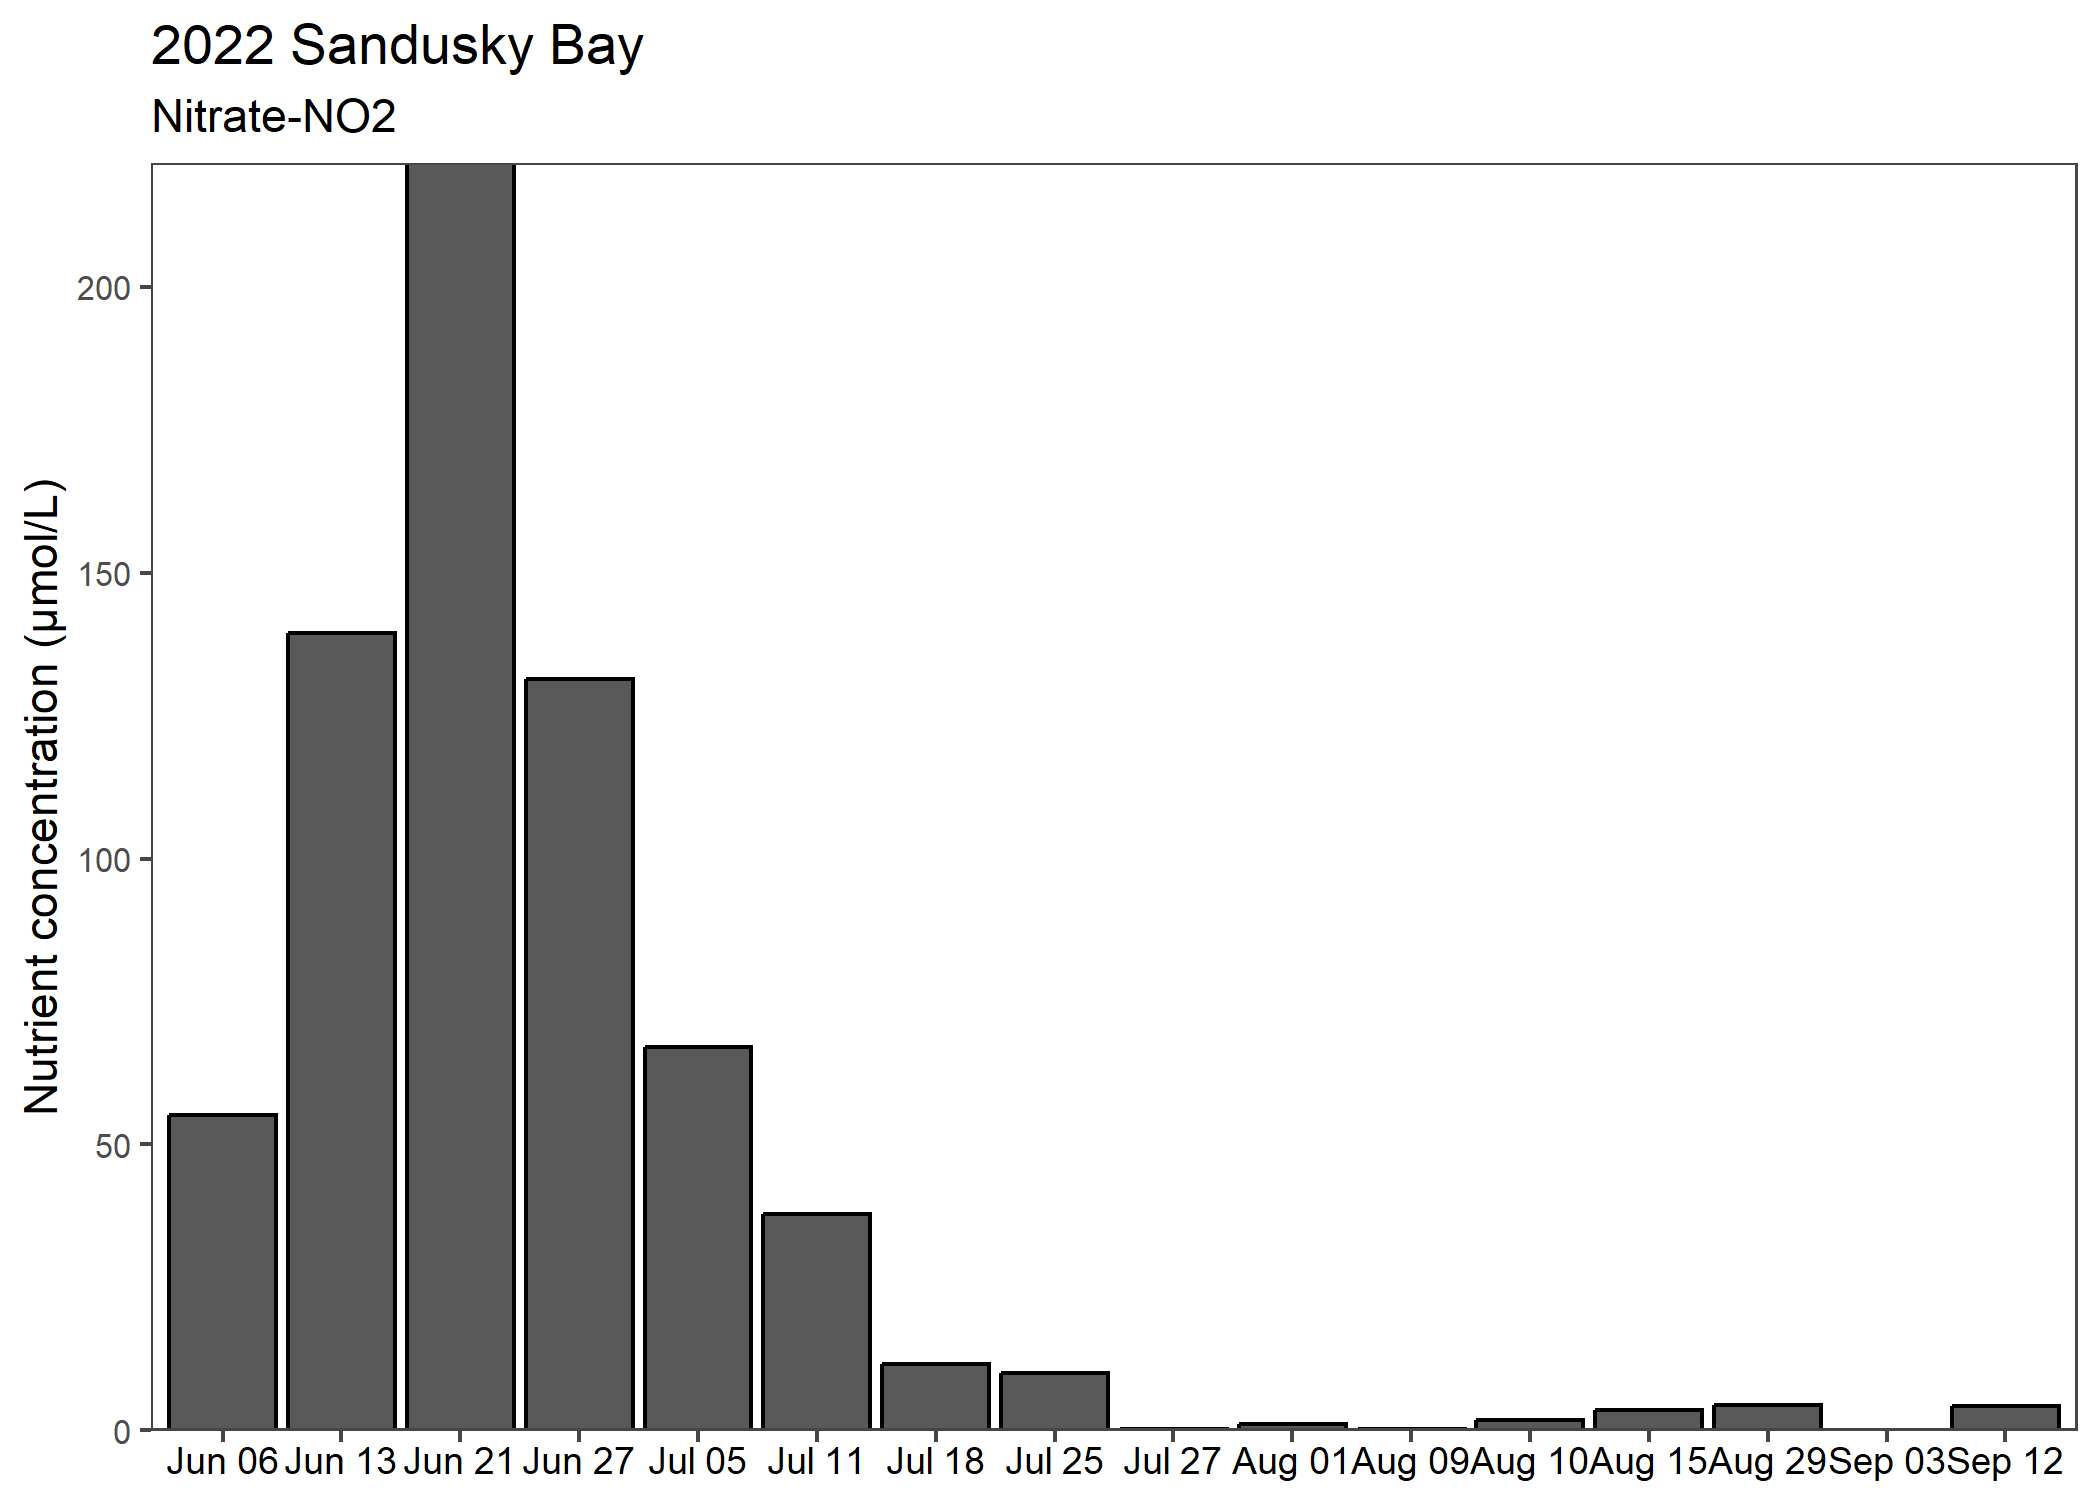 2022 Sandusky Bay
Nitrate-NO2
Nutrient concentration (μmol/L)
200
150
100
50
0
Jun 06 Jun 13 Jun 21 Jun 27 Jul 05 Jul 11 Jul 18 Jul 25 Jul 27 Aug 01 Aug 09 Aug 10 Aug 15 Aug 29 Sep 03 Sep 12